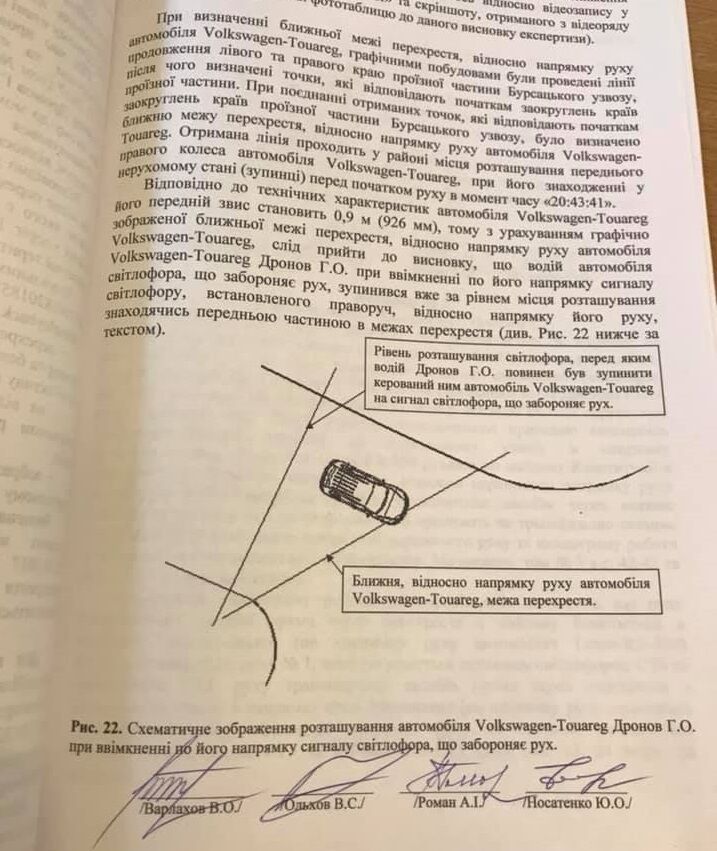 та скріншоту, отриманого з відеоряду
фототаблицю до даного висновку експертизи).
При визначенні ближньої межі перехрестя, відносно напрямку руху
автомобіля Volkswagen-Touareg, графічними побудовами були проведені лінії
продовження лівого та правого краю проїзної частини Бурсацького узвозу,
після чого визначені точки, які відповідають початкам заокруглень країв
проїзної частини. При поєднанні отриманих точок, які відповідають початкам
заокруглень країв проїзної частини Бурсацького узвозу, було визначено
ближню межу перехрестя, відносно напрямку руху автомобіля Volkswagen-
Touareg. Отримана лінія проходить у районі місця розташування переднього
правого колеса автомобіля Volkswagen-Touareg, при його знаходженні у
нерухомому стані (зупинці) перед початком руху в момент часу «20:43:41».
Відповідно до технічних характеристик автомобіля Volkswagen-Touareg
його передній звис становить 0,9 м (926 мм), тому з урахуванням графічно
зображеної ближньої межі перехрестя, відносно напрямку руху автомобіля
Volkswagen-Touareg, слід прийти до висновку, що водій автомобіля
Volkswagen-Touareg Дронов Г.О. при ввімкненні по його напрямку сигналу
світлофора, що забороняє рух, зупинився вже за рівнем місця розташування
світлофору, встановленого праворуч, відносно напрямку його руху,
знаходячись передньою частиною в межах перехрестя (див. Рис. 22 нижче за
текстом).
Рівень розташування світлофора, перед яким
водій Дронов Г.О. повинен був зупинити
керований ним автомобіль Volkswagen-Touareg
на сигнал світлофора, що забороняє рух.
Ближня, відносно напрямку руху автомобіля
Volkswagen-Touareg, межа перехрестя.
Рис. 22. Схематичне зображення розташування автомобіля Volkswagen-Touareg Дронов Г.О.
при ввімкненні по його напрямку сигналу світлофора, що забороняє рух.
/Варлахов В.О./ /Ольхов В.С./ /Роман А.І./ /Носатенко Ю.О./